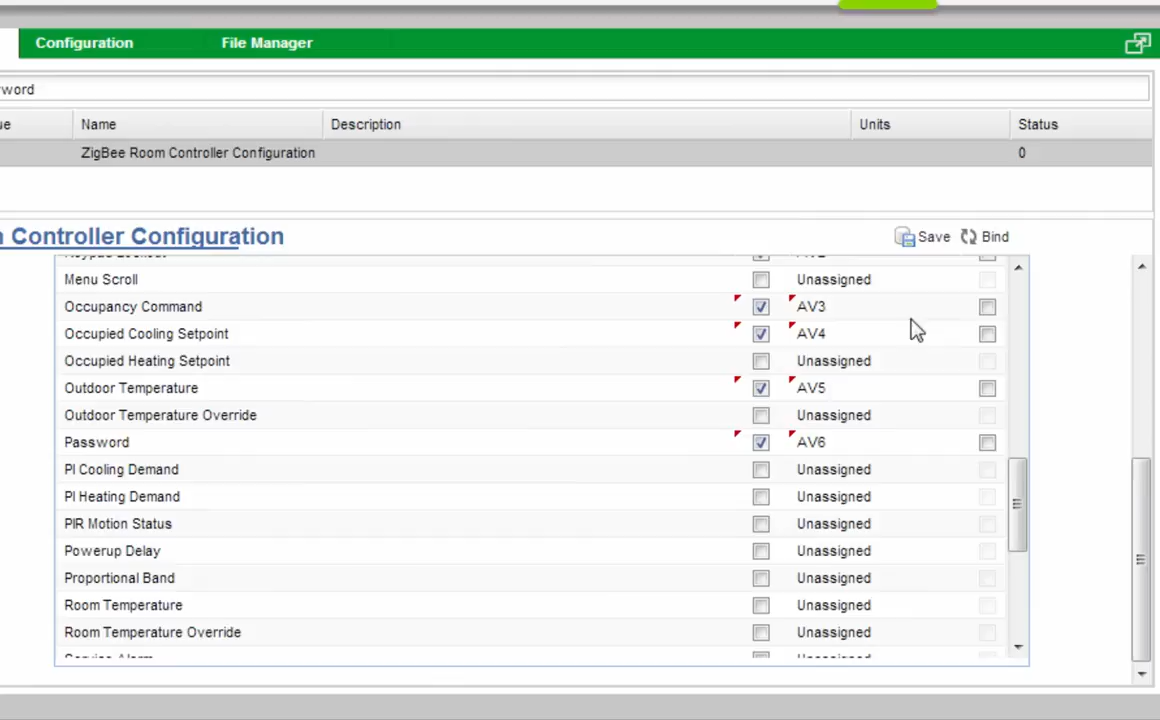 Configuration File Manager
word
ue Name Description Units Status
ZigBee Room Controller Configuration 0
Controller Configuration Save Bind
Menu Scroll Unassigned
Occupancy Command AV3
Occupied Cooling Setpoint AV4
Occupied Heating Setpoint Unassigned
Outdoor Temperature AV5
Outdoor Temperature Override Unassigned
Password AV6
PI Cooling Demand Unassigned
PI Heating Demand Unassigned
PIR Motion Status Unassigned
Powerup Delay Unassigned
Proportional Band Unassigned
Room Temperature Unassigned
Room Temperature Override Unassigned